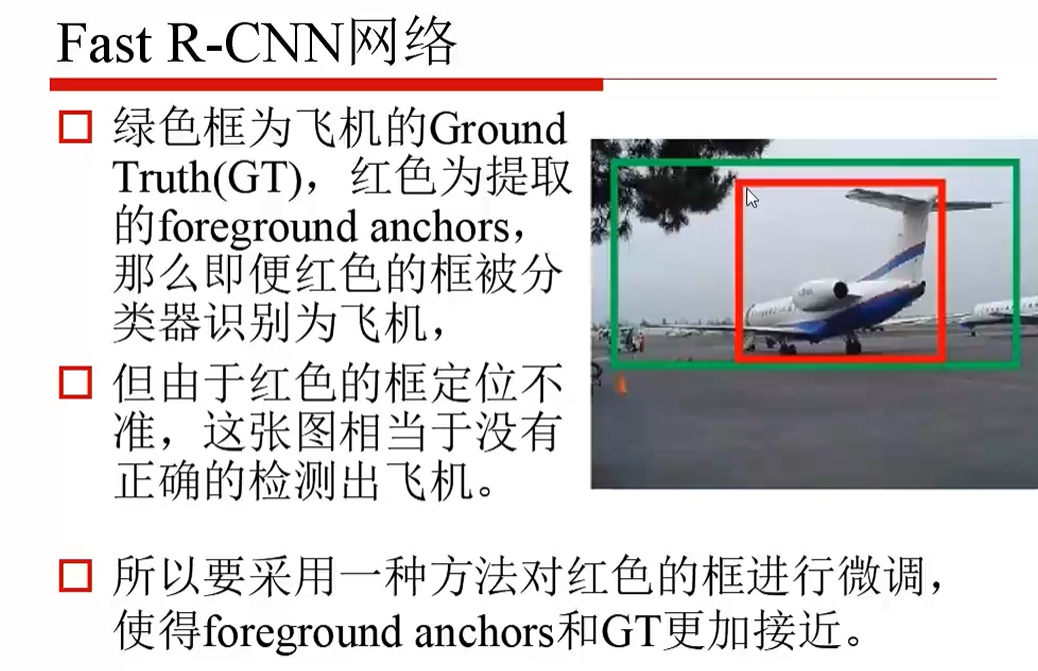 Fast R-CNN网络
绿色框为飞机的Ground
Truth(GT)，红色为提取
的foreground anchors，
那么即便红色的框被分
类器识别为飞机，
但由于红色的框定位不
准，这张图相当于没有
正确的检测出飞机。
所以要采用一种方法对红色的框进行微调，
使得foreground anchors和GT更加接近。